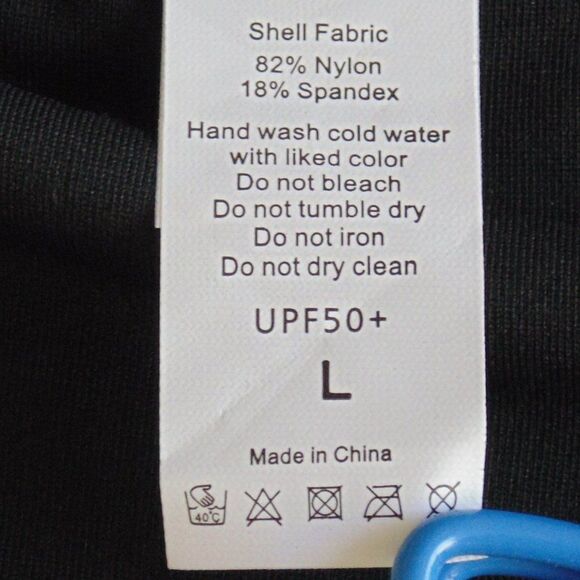 Shell Fabric
82% Nylon
18% Spandex
Hand wash cold water
with liked color
Do not bleach
Do not tumble dry
Do not iron
Do not dry clean
UPF50+
L
Made in China
40°C